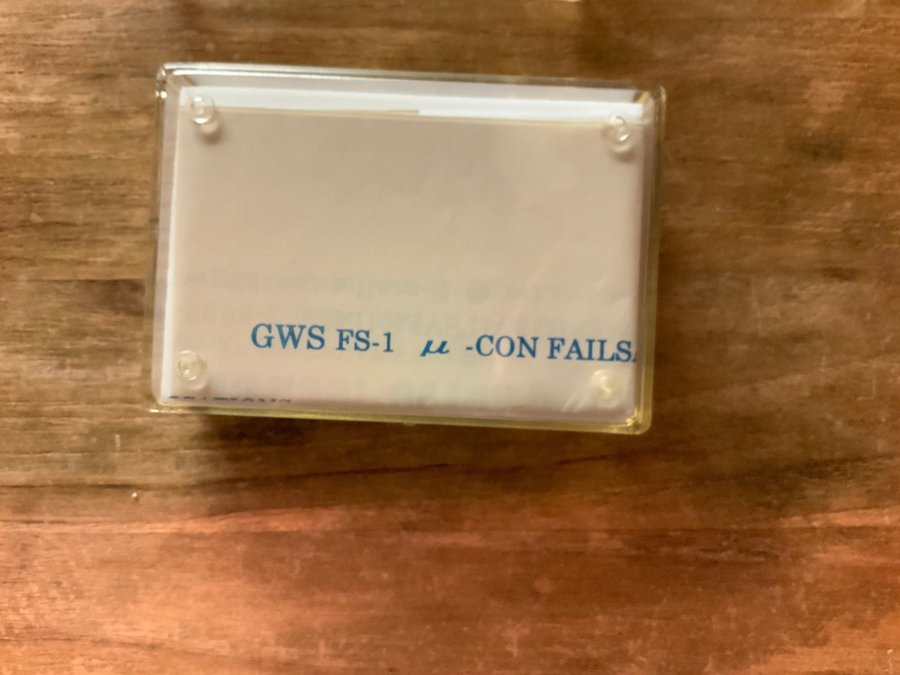 GWS FS-1 μ -CON FAILSA